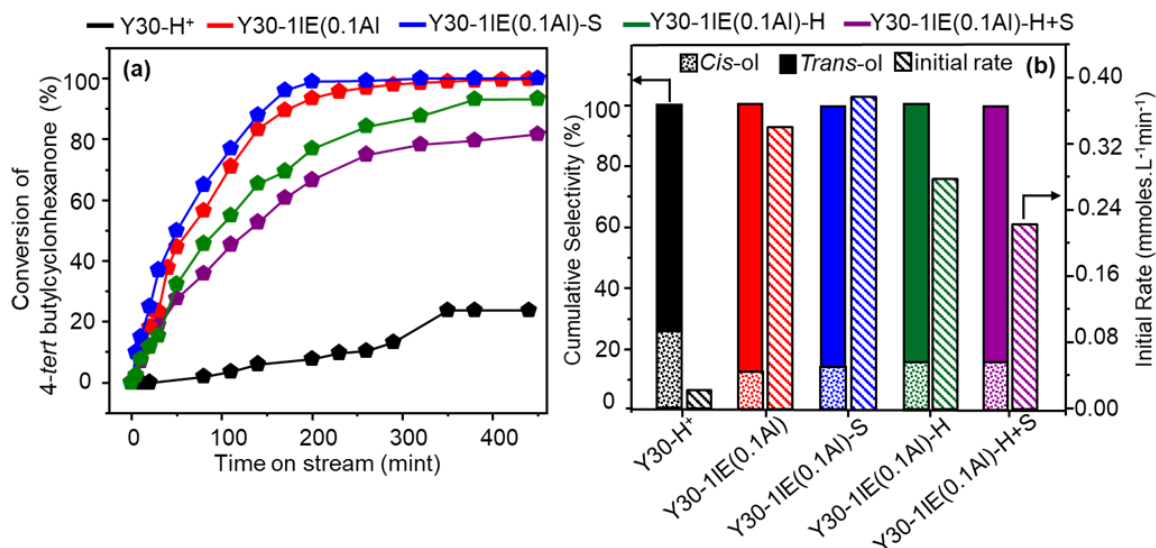 Y30-H⁺ Y30-1IE(0.1Al Y30-1IE(0.1Al)-S Y30-1IE(0.1Al)-H Y30-1IE(0.1Al)-H+S
(a)
100
80
60
40
20
0
Conversion of
4-tert butylcyclonhexanone (%)
0 100 200 300 400
Time on stream (mint)
(b)
Cis-ol Trans-ol initial rate
100
80
60
40
20
0
Cumulative Selectivity (%)
0.40
0.32
0.24
0.16
0.08
0.00
Initial Rate (mmoles.L⁻¹min⁻¹)
Y30-H⁺
Y30-1IE(0.1Al)
Y30-1IE(0.1Al)-S
Y30-1IE(0.1Al)-H
Y30-1IE(0.1Al)-H+S